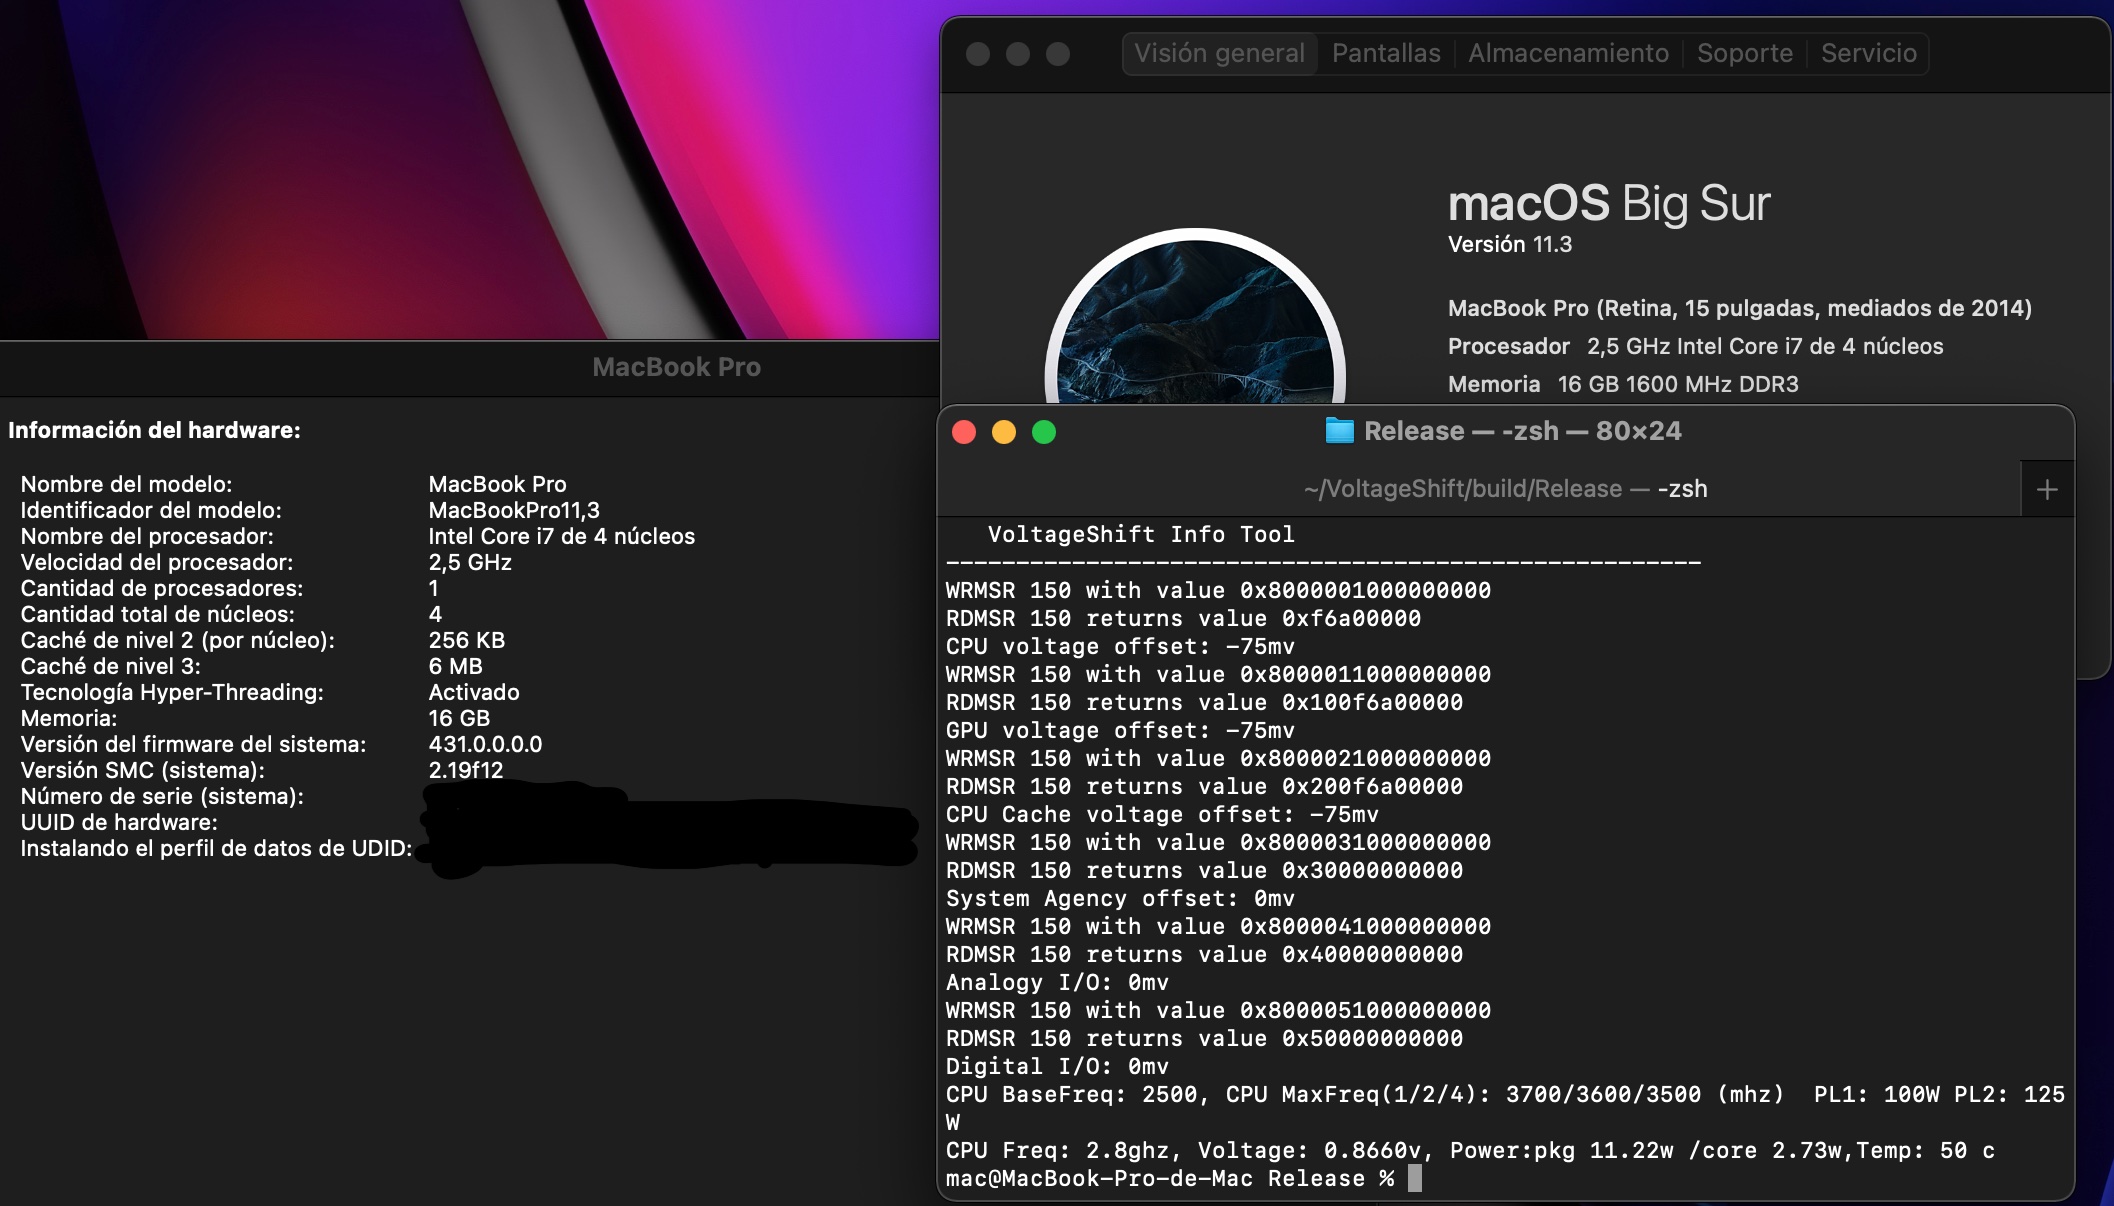 Visión general
Pantallas
Almacenamiento
Soporte
Servicio
macOS Big Sur
Versión 11.3
MacBook Pro (Retina, 15 pulgadas, mediados de 2014)
Procesador 2,5 GHz Intel Core i7 de 4 núcleos
Memoria 16 GB 1600 MHz DDR3
MacBook Pro
Información del hardware:
Nombre del modelo: MacBook Pro
Identificador del modelo: MacBookPro11,3
Nombre del procesador: Intel Core i7 de 4 núcleos
Velocidad del procesador: 2,5 GHz
Cantidad de procesadores: 1
Cantidad total de núcleos: 4
Caché de nivel 2 (por núcleo): 256 KB
Caché de nivel 3: 6 MB
Tecnología Hyper-Threading: Activado
Memoria: 16 GB
Versión del firmware del sistema: 431.0.0.0.0
Versión SMC (sistema): 2.19f12
Número de serie (sistema):
UUID de hardware:
Instalando el perfil de datos de UDID:
Release — -zsh — 80×24
~/VoltageShift/build/Release — -zsh
+
VoltageShift Info Tool
------------------------------------------------------
WRMSR 150 with value 0x8000001000000000
RDMSR 150 returns value 0xf6a00000
CPU voltage offset: -75mv
WRMSR 150 with value 0x8000011000000000
RDMSR 150 returns value 0x100f6a00000
GPU voltage offset: -75mv
WRMSR 150 with value 0x8000021000000000
RDMSR 150 returns value 0x200f6a00000
CPU Cache voltage offset: -75mv
WRMSR 150 with value 0x8000031000000000
RDMSR 150 returns value 0x30000000000
System Agency offset: 0mv
WRMSR 150 with value 0x8000041000000000
RDMSR 150 returns value 0x40000000000
Analogy I/O: 0mv
WRMSR 150 with value 0x8000051000000000
RDMSR 150 returns value 0x50000000000
Digital I/O: 0mv
CPU BaseFreq: 2500, CPU MaxFreq(1/2/4): 3700/3600/3500 (mhz)  PL1: 100W PL2: 125
W
CPU Freq: 2.8ghz, Voltage: 0.8660v, Power:pkg 11.22w /core 2.73w,Temp: 50 c
mac@MacBook-Pro-de-Mac Release %